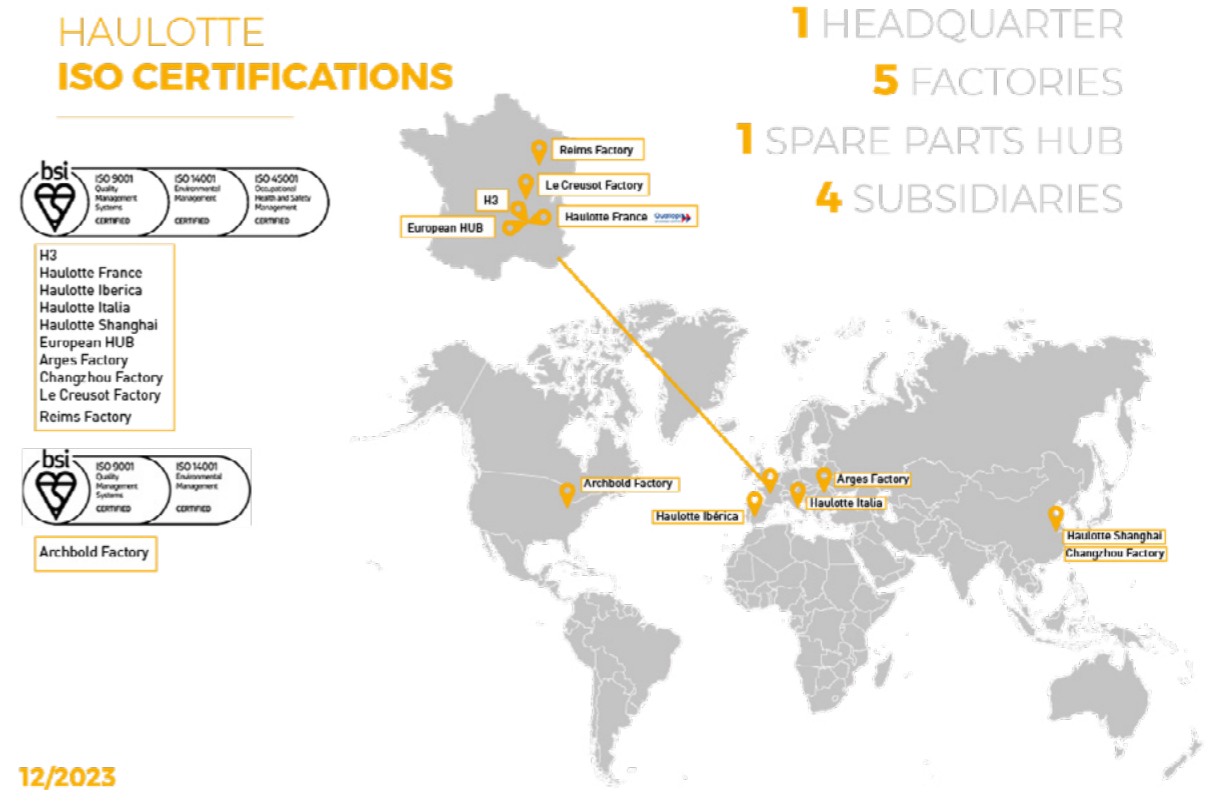 HAULOTTE
ISO CERTIFICATIONS
1 HEADQUARTER
5 FACTORIES
1 SPARE PARTS HUB
4 SUBSIDIARIES
bsi
ISO 9001
Quality
Management
Systems
CERTIFIED
ISO 14001
Environmental
Management
CERTIFIED
ISO 45001
Occupational
Health and Safety
Management
CERTIFIED
H3
Haulotte France
Haulotte Iberica
Haulotte Italia
Haulotte Shanghai
European HUB
Arges Factory
Changzhou Factory
Le Creusot Factory
Reims Factory
bsi
ISO 9001
Quality
Management
Systems
CERTIFIED
ISO 14001
Environmental
Management
CERTIFIED
Archbold Factory
Reims Factory
Le Creusot Factory
H3
Haulotte France Qualiopi
European HUB
Archbold Factory
Arges Factory
Haulotte Italia
Haulotte Ibérica
Haulotte Shanghai
Changzhou Factory
12/2023